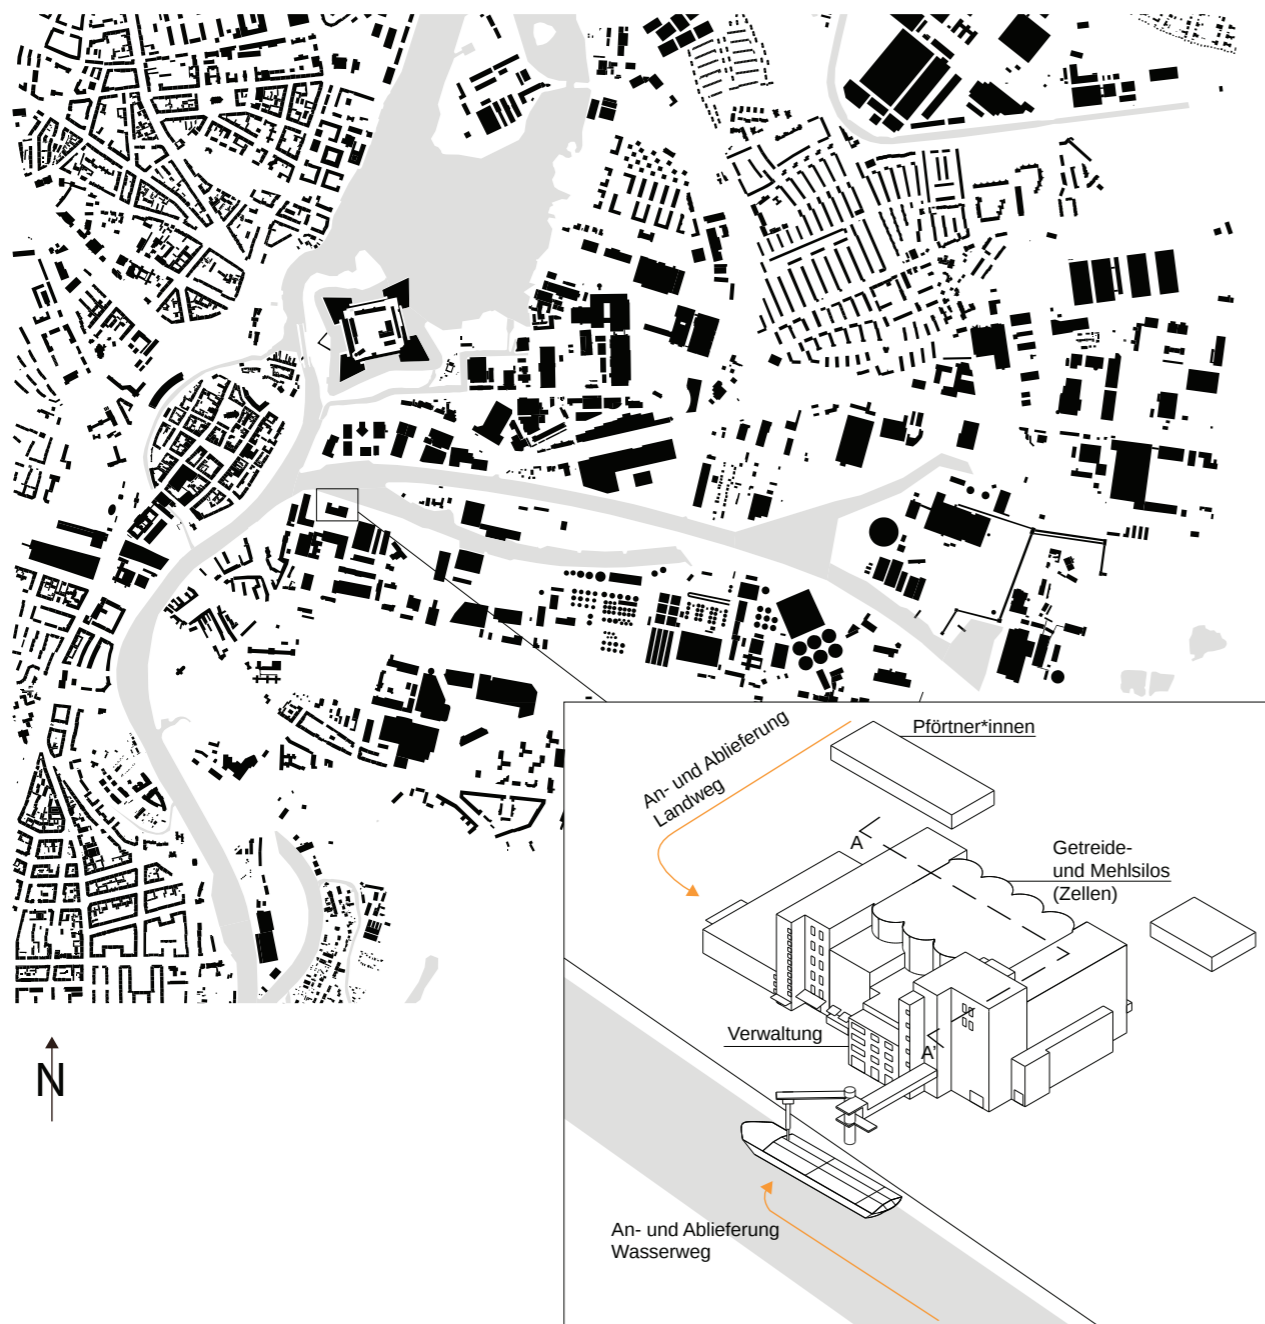 Pförtner*innen
An- und Ablieferung
Landweg
A
Getreide-
und Mehlsilos
(Zellen)
Verwaltung
A'
An- und Ablieferung
Wasserweg
N